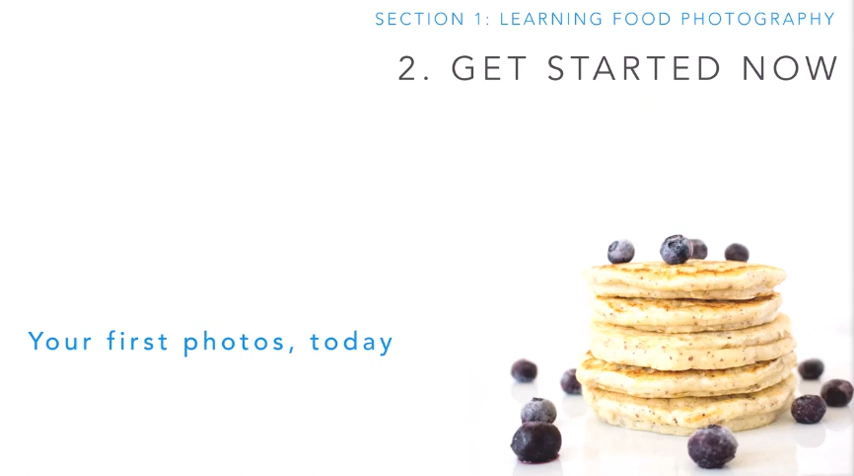 SECTION 1: LEARNING FOOD PHOTOGRAPHY
2. GET STARTED NOW
Your first photos, today